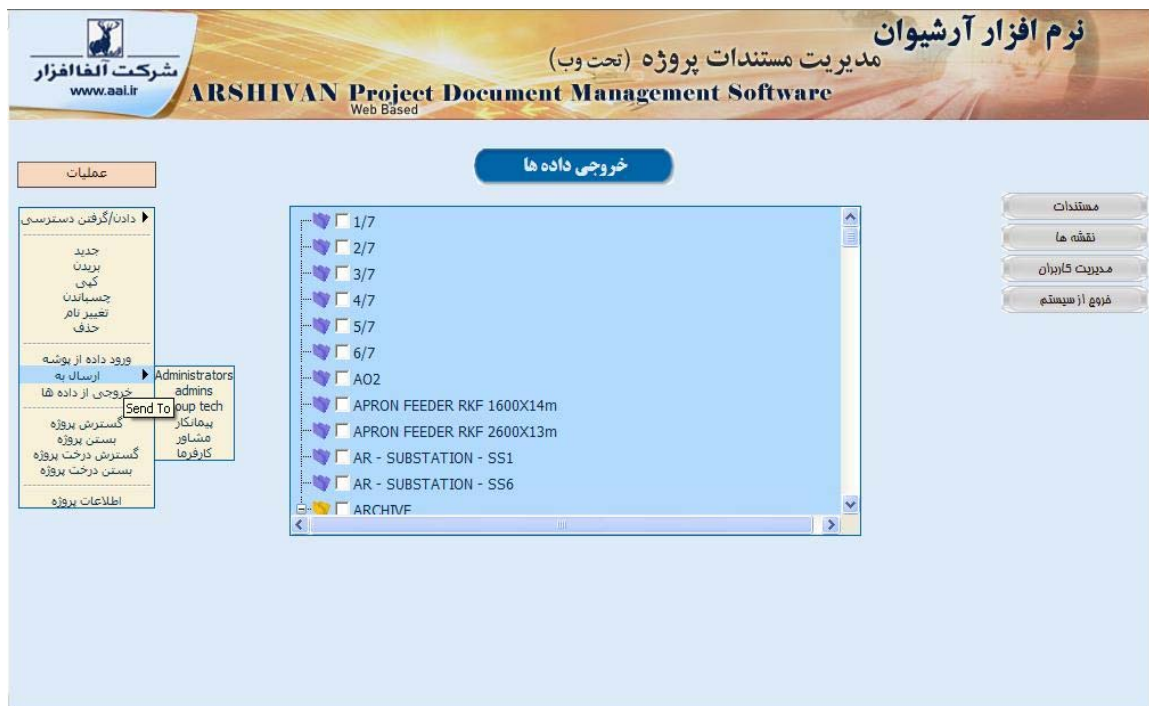 نرم افزار آرشیوان
مدیریت مستندات پروژه (تحت وب)
ARSHIVAN Project Document Management Software
Web Based
شرکت آلفاافزار
www.aai.ir
خروجی داده ها
مستندات
نقشه ها
مدیریت کاربران
خروج از سیستم
1/7
2/7
3/7
4/7
5/7
6/7
AO2
APRON FEEDER RKF 1600X14m
APRON FEEDER RKF 2600X13m
AR - SUBSTATION - SS1
AR - SUBSTATION - SS6
ARCHIVE
عملیات
دادن/گرفتن دسترسی
جدید
بریدن
کپی
چسباندن
تغییر نام
حذف
ورود داده از پوشه
ارسال به
خروجی از داده ها
گسترش پروژه
بستن پروژه
گسترش درخت پروژه
بستن درخت پروژه
اطلاعات پروژه
Send To
Administrators
admins
oup tech
پیمانکار
مشاور
کارفرما